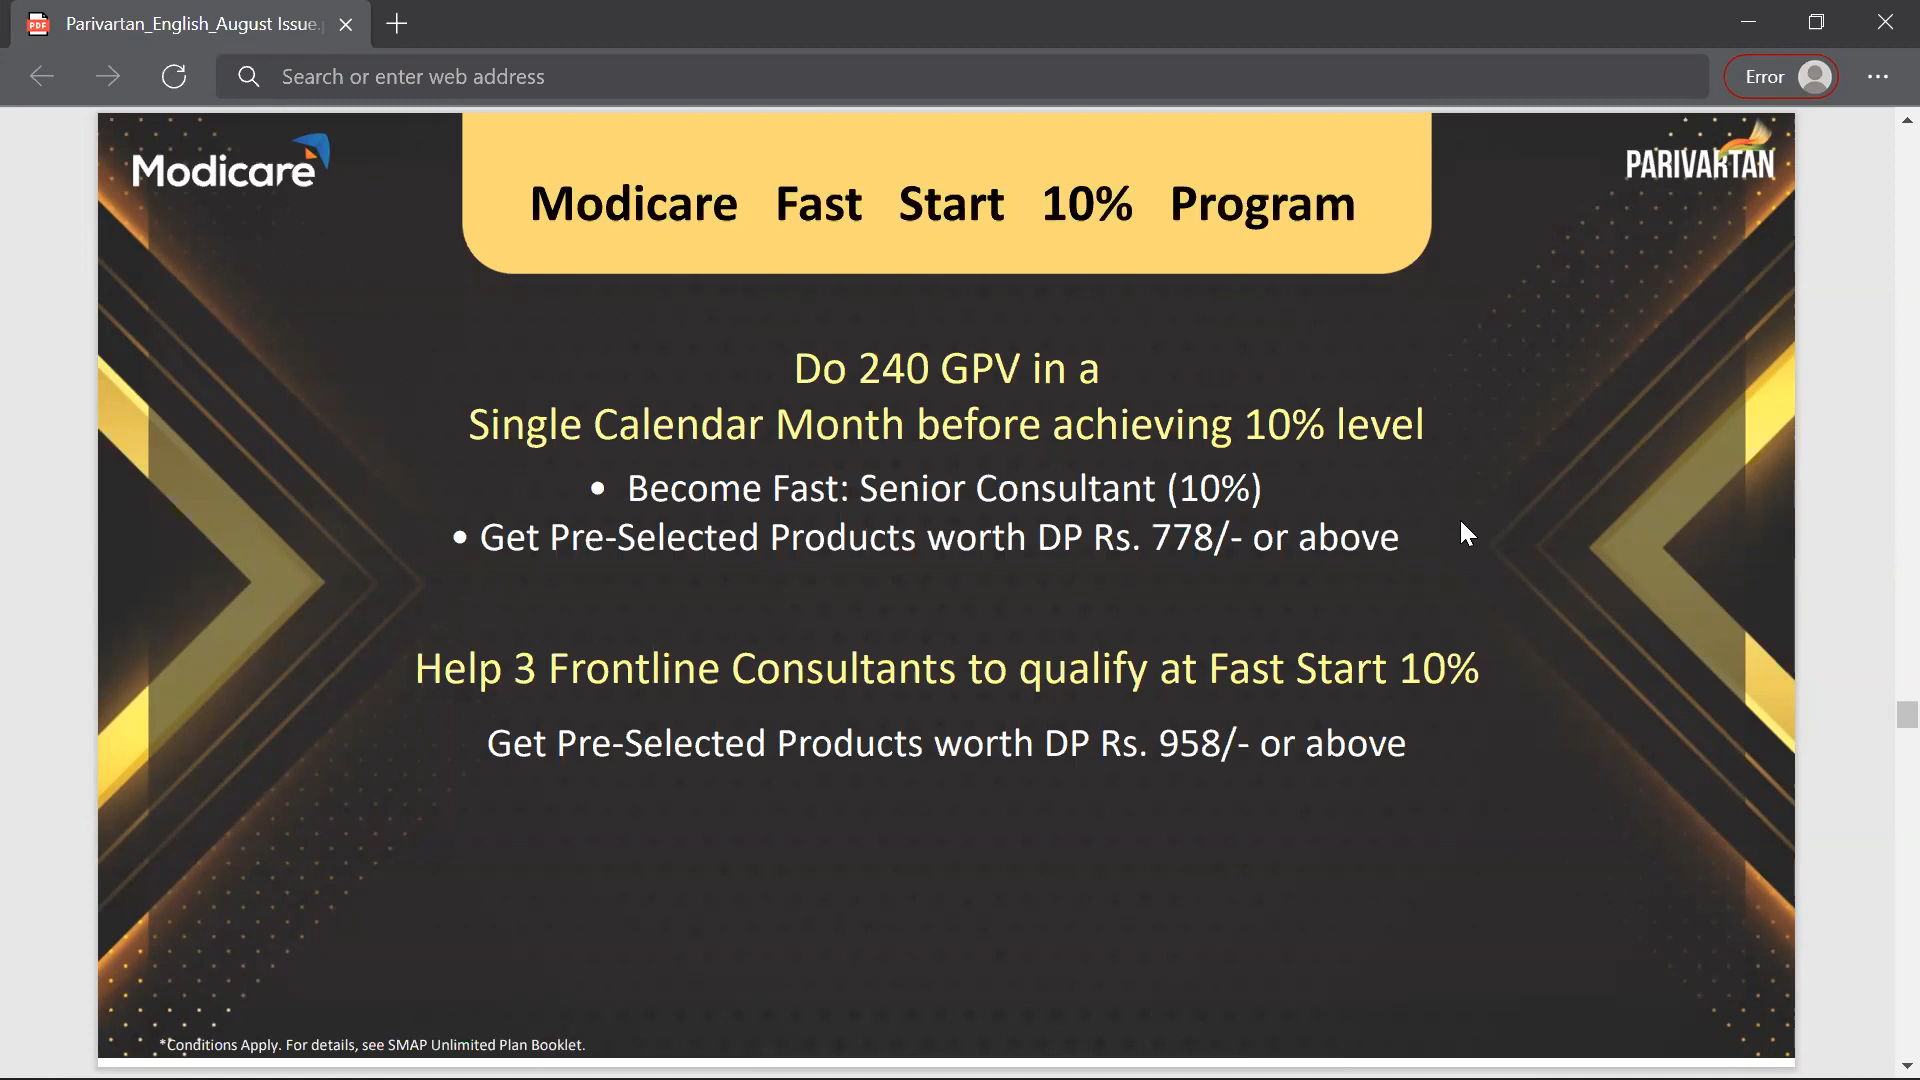 Parivartan_English_August Issue.
Search or enter web address
Error
Modicare
PARIVARTAN
Modicare Fast Start 10% Program
Do 240 GPV in a
Single Calendar Month before achieving 10% level
• Become Fast: Senior Consultant (10%)
• Get Pre-Selected Products worth DP Rs. 778/- or above
Help 3 Frontline Consultants to qualify at Fast Start 10%
Get Pre-Selected Products worth DP Rs. 958/- or above
*Conditions Apply. For details, see SMAP Unlimited Plan Booklet.